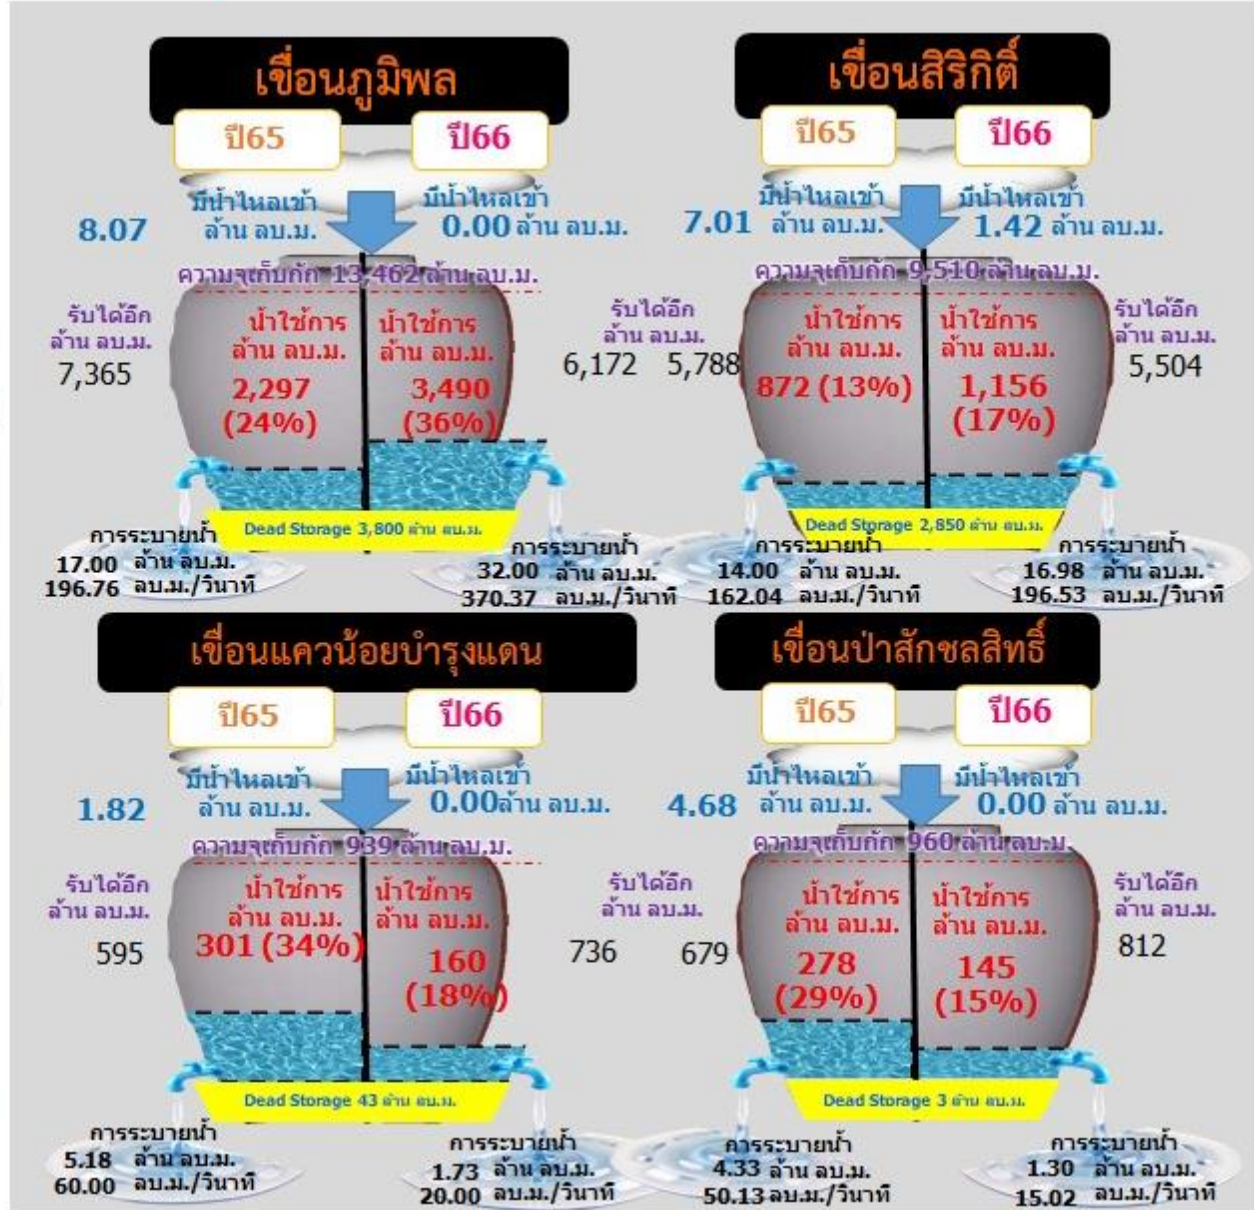 เขื่อนภูมิพล
ปี65 ปี66
8.07 มีน้ำไหลเข้า
ล้าน ลบ.ม.
มีน้ำไหลเข้า
0.00 ล้าน ลบ.ม.
ความจุเก็บกัก 13,462 ล้าน ลบ.ม.
รับได้อีก
ล้าน ลบ.ม.
7,365
น้ำใช้การ
ล้าน ลบ.ม.
2,297
(24%)
น้ำใช้การ
ล้าน ลบ.ม.
3,490
(36%)
รับได้อีก
ล้าน ลบ.ม.
6,172
Dead Storage 3,800 ล้าน ลบ.ม.
การระบายน้ำ
17.00 ล้าน ลบ.ม.
196.76 ลบ.ม./วินาที
การระบายน้ำ
32.00 ล้าน ลบ.ม.
370.37 ลบ.ม./วินาที
เขื่อนสิริกิติ์
ปี65 ปี66
7.01 มีน้ำไหลเข้า
ล้าน ลบ.ม.
มีน้ำไหลเข้า
1.42 ล้าน ลบ.ม.
ความจุเก็บกัก 9,510 ล้าน ลบ.ม.
5,788
น้ำใช้การ
ล้าน ลบ.ม.
872 (13%)
น้ำใช้การ
ล้าน ลบ.ม.
1,156
(17%)
รับได้อีก
ล้าน ลบ.ม.
5,504
Dead Storage 2,850 ล้าน ลบ.ม.
การระบายน้ำ
14.00 ล้าน ลบ.ม.
162.04 ลบ.ม./วินาที
การระบายน้ำ
16.98 ล้าน ลบ.ม.
196.53 ลบ.ม./วินาที
เขื่อนแควน้อยบำรุงแดน
ปี65 ปี66
1.82 มีน้ำไหลเข้า
ล้าน ลบ.ม.
มีน้ำไหลเข้า
0.00 ล้าน ลบ.ม.
ความจุเก็บกัก 939 ล้าน ลบ.ม.
รับได้อีก
ล้าน ลบ.ม.
595
น้ำใช้การ
ล้าน ลบ.ม.
301 (34%)
น้ำใช้การ
ล้าน ลบ.ม.
160
(18%)
รับได้อีก
ล้าน ลบ.ม.
736
Dead Storage 43 ล้าน ลบ.ม.
การระบายน้ำ
5.18 ล้าน ลบ.ม.
60.00 ลบ.ม./วินาที
การระบายน้ำ
1.73 ล้าน ลบ.ม.
20.00 ลบ.ม./วินาที
เขื่อนป่าสักชลสิทธิ์
ปี65 ปี66
4.68 มีน้ำไหลเข้า
ล้าน ลบ.ม.
มีน้ำไหลเข้า
0.00 ล้าน ลบ.ม.
ความจุเก็บกัก 960 ล้าน ลบ.ม.
679
น้ำใช้การ
ล้าน ลบ.ม.
278
(29%)
น้ำใช้การ
ล้าน ลบ.ม.
145
(15%)
รับได้อีก
ล้าน ลบ.ม.
812
Dead Storage 3 ล้าน ลบ.ม.
การระบายน้ำ
4.33 ล้าน ลบ.ม.
50.13 ลบ.ม./วินาที
การระบายน้ำ
1.30 ล้าน ลบ.ม.
15.02 ลบ.ม./วินาที